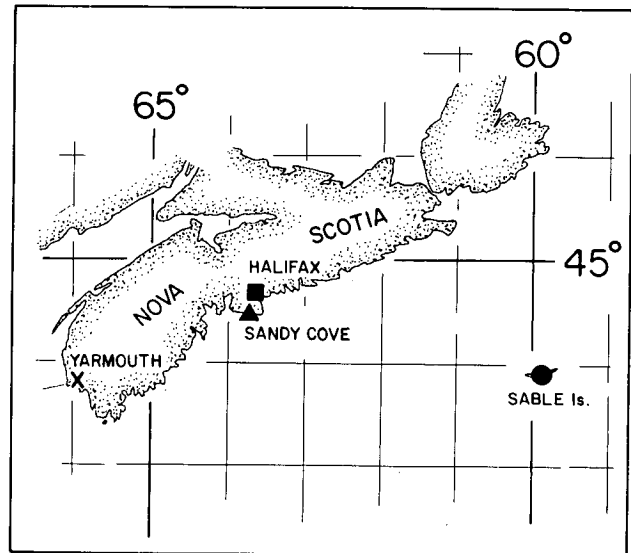 60°
65°
SCOTIA
HALIFAX
45°
NOVA
SANDY COVE
YARMOUTH
X
SABLE Is.